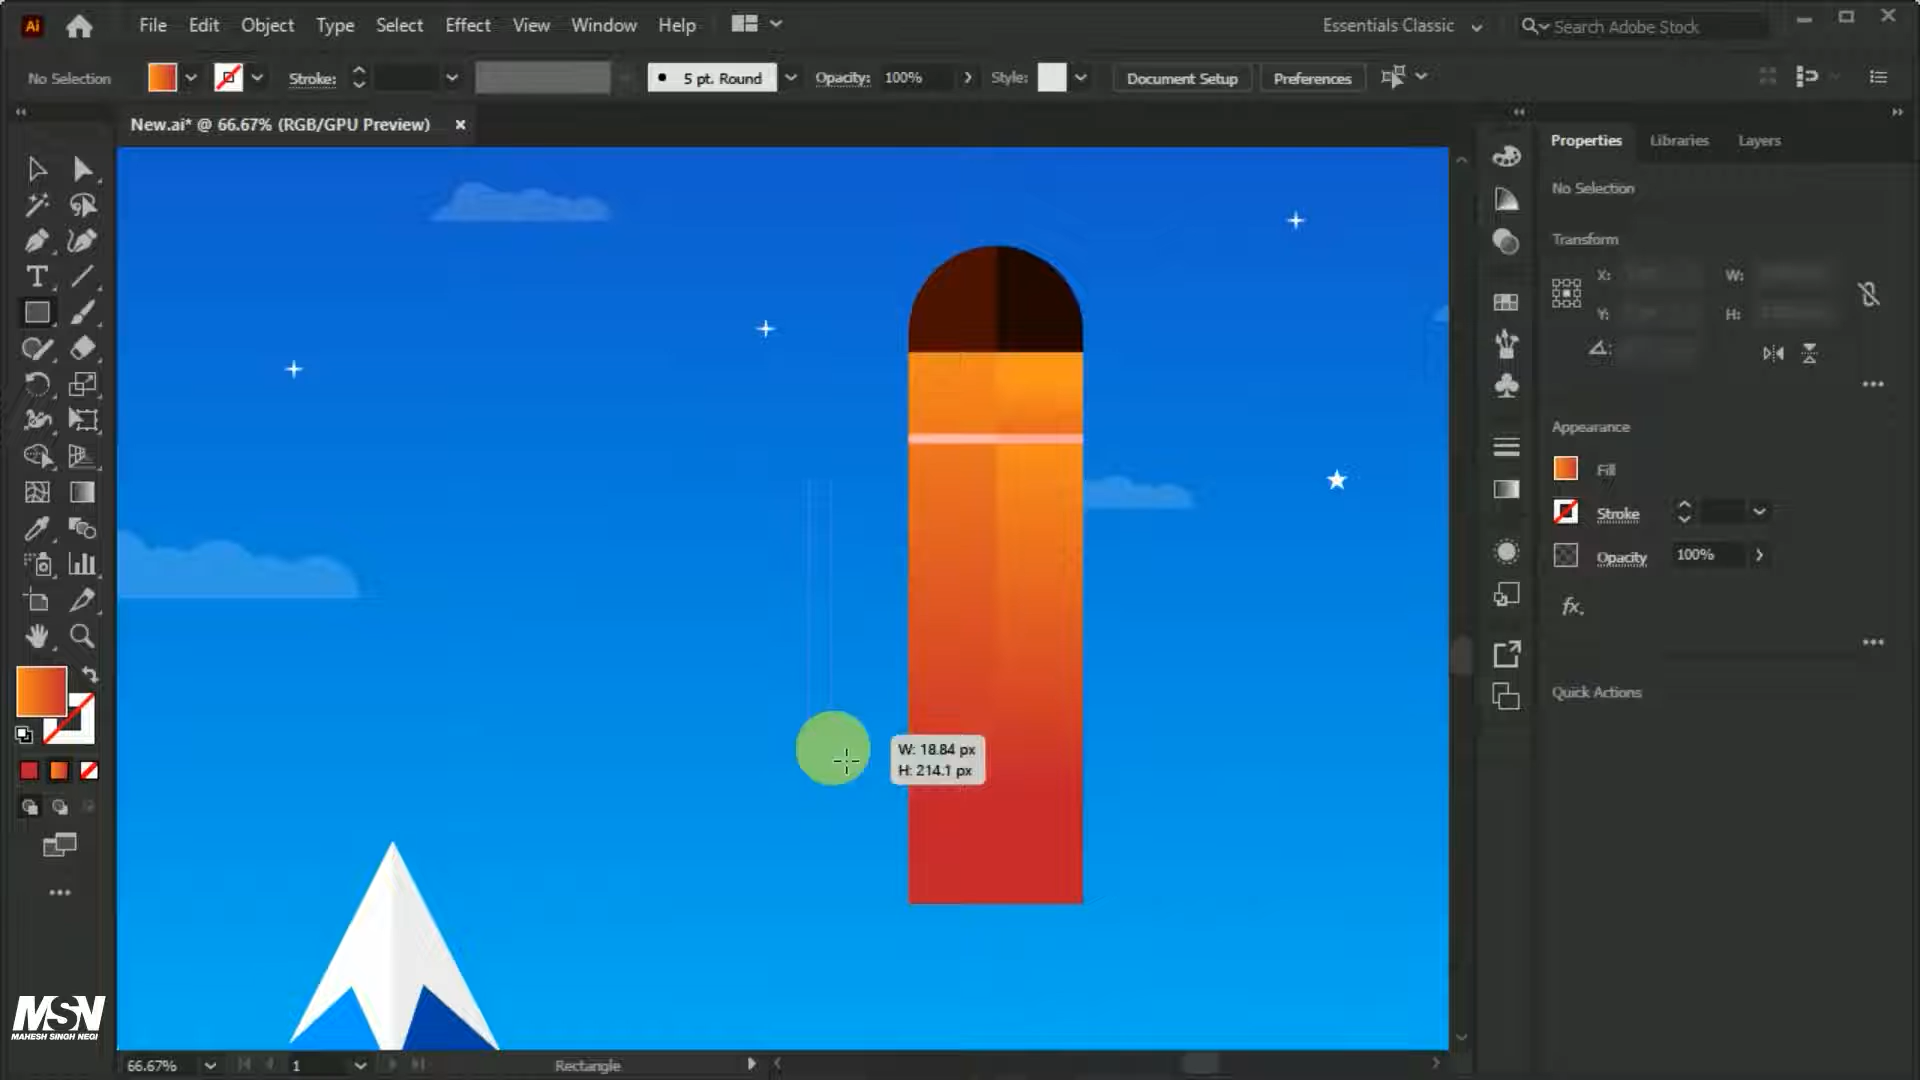 Ai File Edit Object Type Select Effect View Window Help Essentials Classic Search Adobe Stock
No Selection Stroke: 5 pt. Round Opacity: 100% Style: Document Setup Preferences
New.ai* @ 66.67% (RGB/GPU Preview)
Properties Libraries Layers
No Selection
Transform
X: W:
Y: H:
Appearance
Fill
Stroke
Opacity 100%
fx.
Quick Actions
W: 18.84 px
H: 214.1 px
MSN
MAHESH SINGH NEGI
66.67% 1 Rectangle